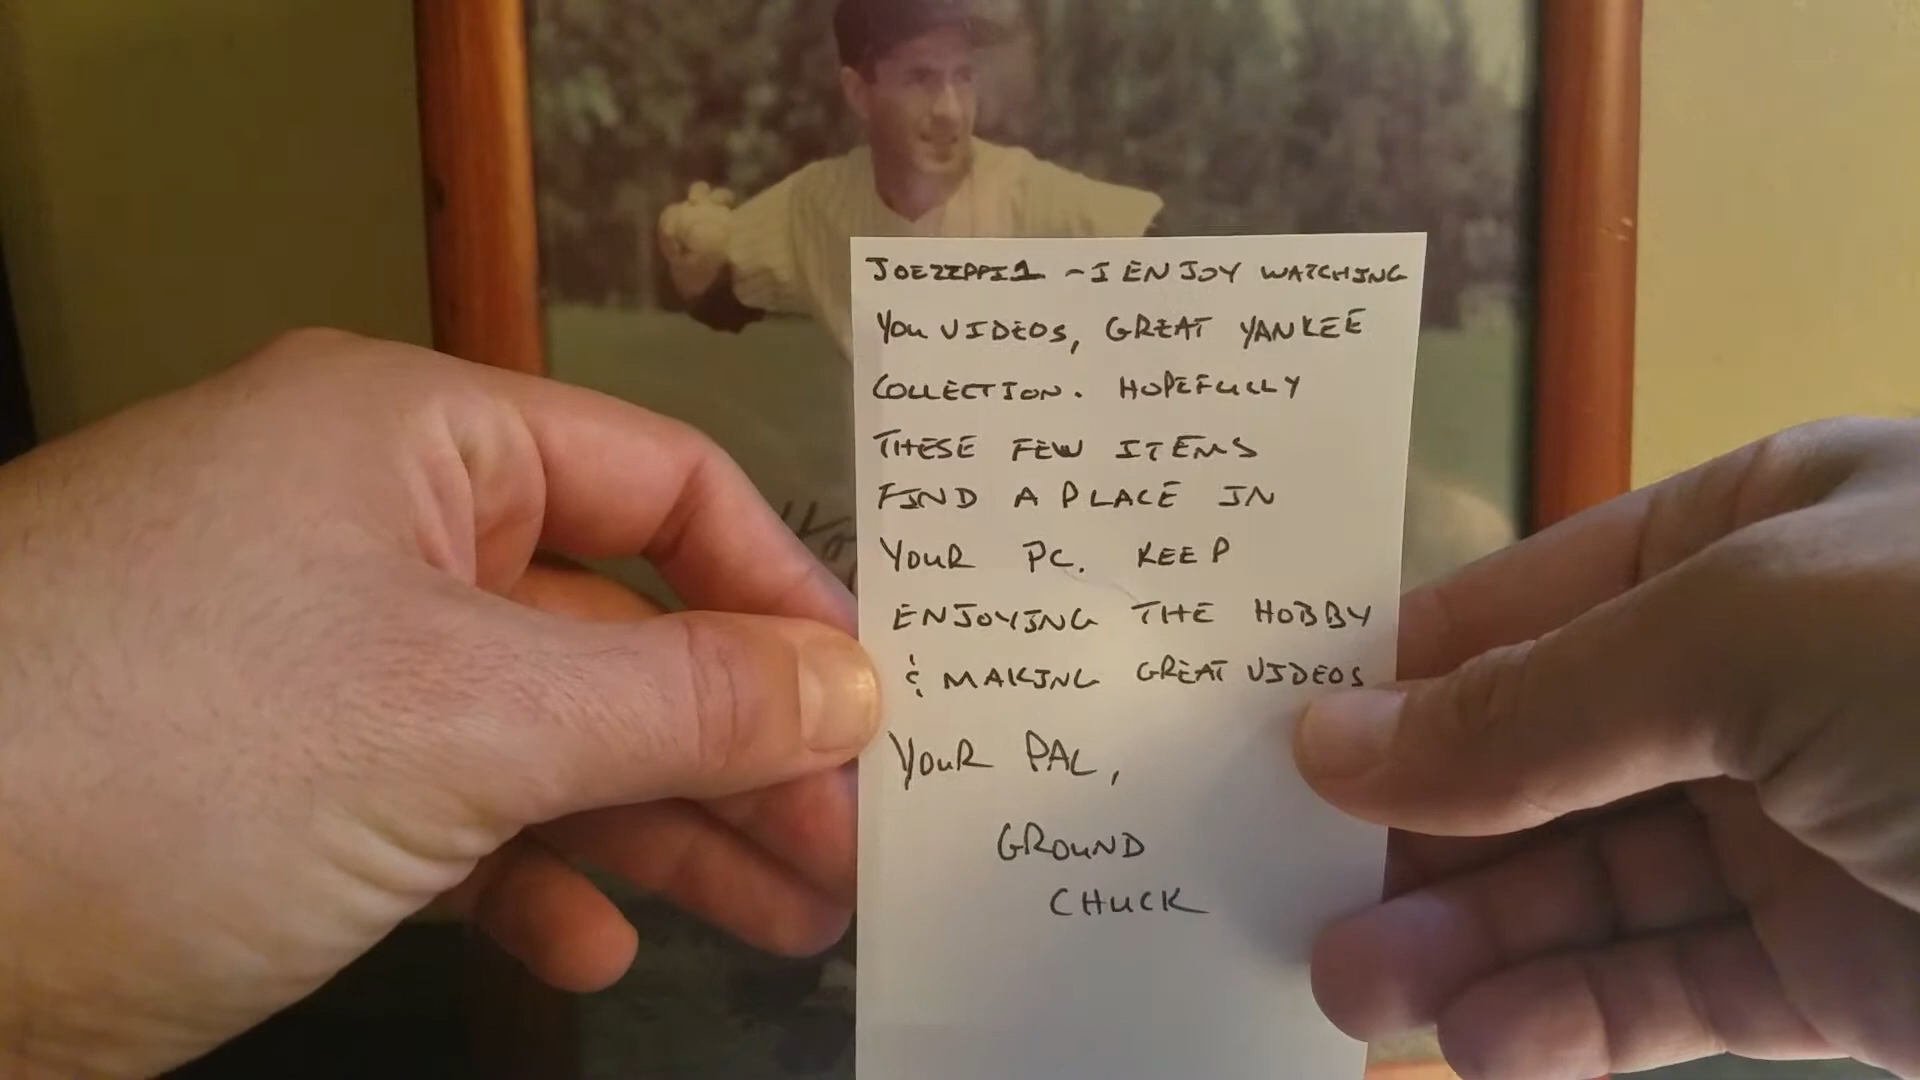 JOEZIPPI1 - I ENJOY WATCHING
YOU VIDEOS, GREAT YANKEE
COLLECTION. HOPEFULLY
THESE FEW ITEMS
FIND A PLACE IN
YOUR PC. KEEP
ENJOYING THE HOBBY
& MAKING GREAT VIDEOS
YOUR PAL,
GROUND
CHUCK